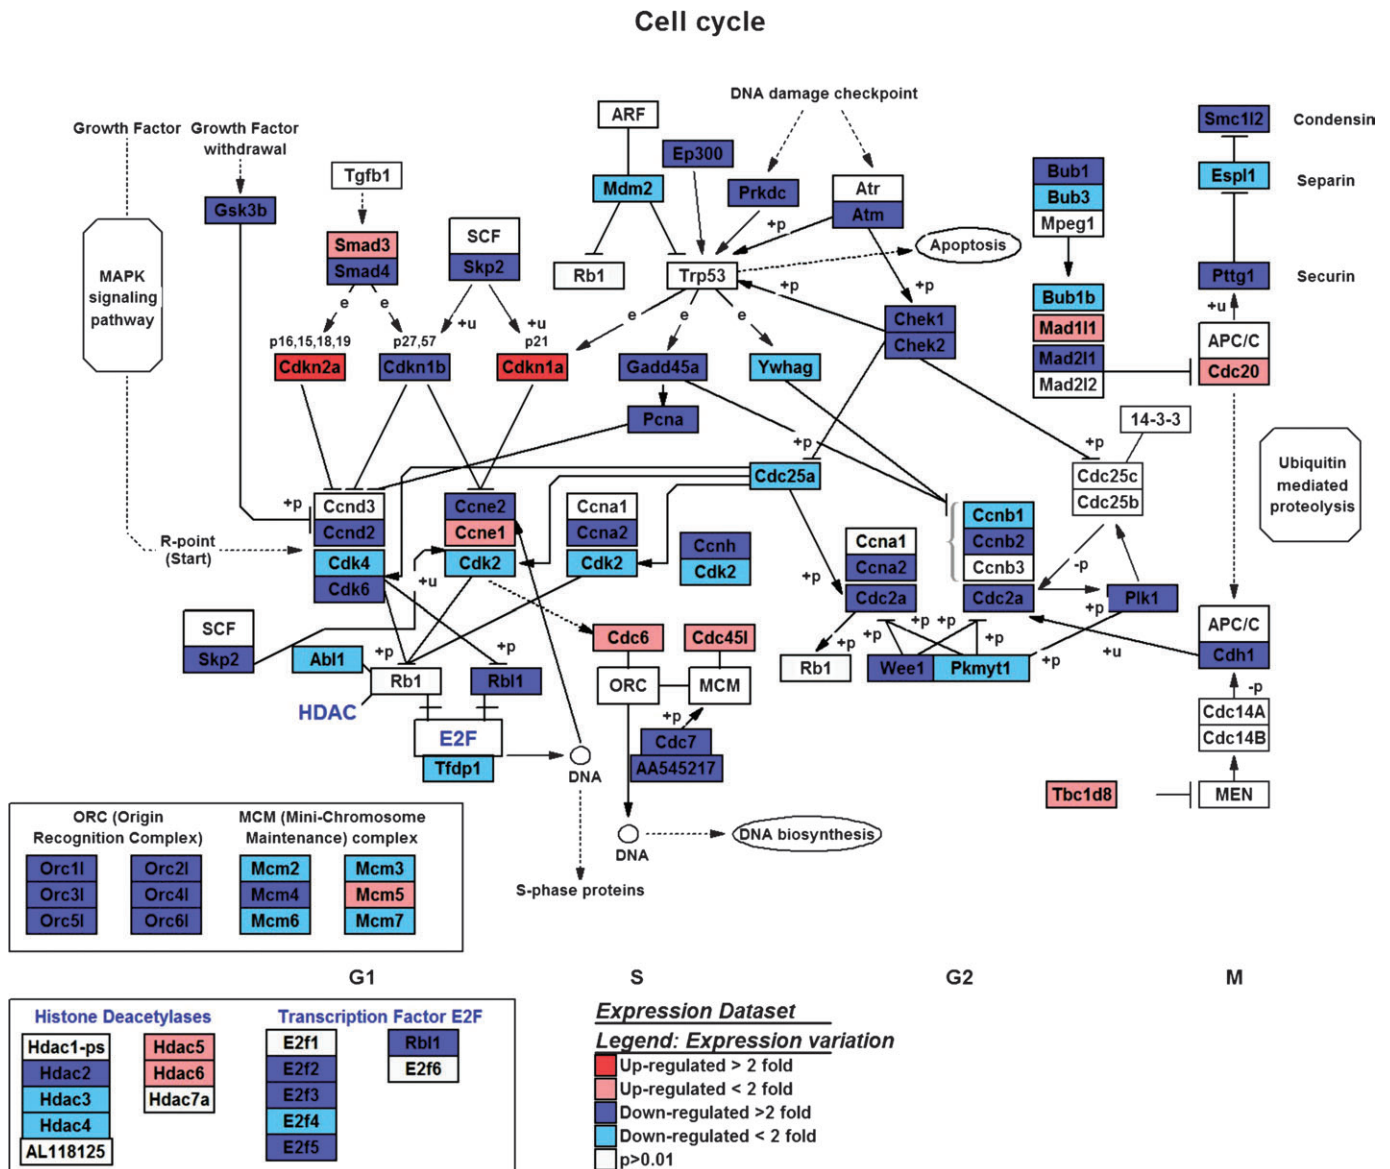 Cell cycle
DNA damage checkpoint
Growth Factor
Growth Factor
withdrawal
ARF
Smc1l2
Condensin
Ep300
Tgfb1
Mdm2
Prkdc
Atr
Atm
Bub1
Bub3
Mpeg1
Espl1
Separin
Gsk3b
SCF
Skp2
Smad3
Smad4
+p
Apoptosis
MAPK
signaling
pathway
Rb1
Trp53
Pttg1
Securin
+p
+p
Bub1b
e
e
+u
+u
e
e
e
+u
Chek1
Chek2
Mad1l1
Mad2l1
Mad2l2
APC/C
Cdc20
p16,15,18,19
p27,57
p21
Cdkn2a
Cdkn1b
Cdkn1a
Gadd45a
Ywhag
Pcna
14-3-3
+p
+p
Cdc25a
Cdc25c
Cdc25b
Ubiquitin
mediated
proteolysis
+p
Ccnd3
Ccnd2
Ccne2
Ccne1
Ccna1
Ccna2
Ccnb1
Ccnb2
Ccnb3
R-point
(Start)
Ccnh
Cdk2
Ccna1
Ccna2
Cdk4
Cdk6
Cdk2
Cdk2
+u
+p
-p
Cdc2a
Cdc2a
Plk1
SCF
Skp2
Abl1
+p
+p
Cdc6
Cdc45l
+p
+p
+p
+p
+p
+p
+u
APC/C
Cdh1
Rb1
Rbl1
ORC
MCM
Rb1
Wee1
Pkmyt1
-p
HDAC
E2F
Tfdp1
+p
Cdc7
AA545217
Cdc14A
Cdc14B
DNA
Tbc1d8
MEN
DNA
DNA biosynthesis
S-phase proteins
ORC (Origin
Recognition Complex)
MCM (Mini-Chromosome
Maintenance) complex
Orc1l
Orc2l
Mcm2
Mcm3
Orc3l
Orc4l
Mcm4
Mcm5
Orc5l
Orc6l
Mcm6
Mcm7
G1
S
G2
M
Histone Deacetylases
Hdac1-ps
Hdac2
Hdac3
Hdac4
AL118125
Hdac5
Hdac6
Hdac7a
Transcription Factor E2F
E2f1
E2f2
E2f3
E2f4
E2f5
Rbl1
E2f6
Expression Dataset
Legend: Expression variation
Up-regulated > 2 fold
Up-regulated < 2 fold
Down-regulated >2 fold
Down-regulated < 2 fold
p>0.01